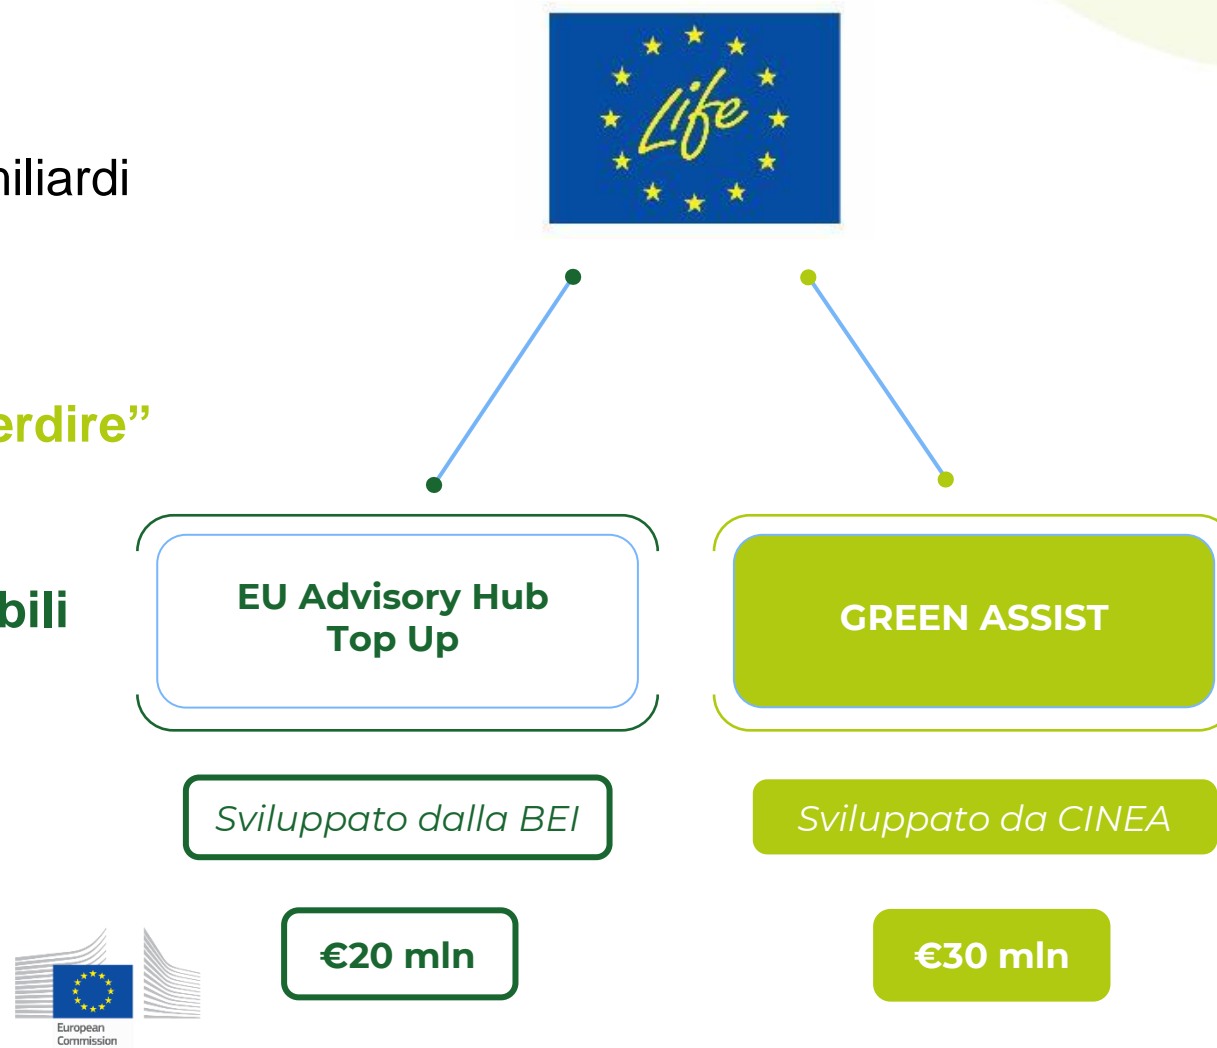 Life
miliardi
erdire”
bili
EU Advisory Hub
Top Up
GREEN ASSIST
Sviluppato dalla BEI
Sviluppato da CINEA
€20 mln
€30 mln
European
Commission